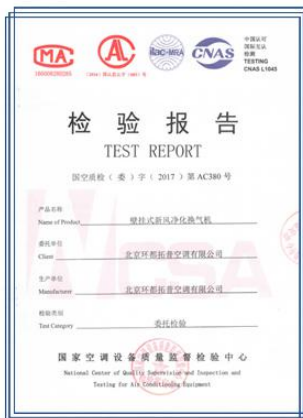 MA
160008280285
AL
ilac-MRA
CNAS
中国认可
国际互认
检测
TESTING
CNAS L1045
检验报告
TEST REPORT
国空质检（委）字（2017）第AC380号
产品名称
Name of Product
壁挂式新风净化换气机
委托单位
Client
北京环都拓普空调有限公司
生产单位
Manufacturer
北京环都拓普空调有限公司
检验类别
Test Category
委托检验
国家空调设备质量监督检验中心
National Center of Quality Supervision and Inspection and
Testing for Air Conditioning Equipment